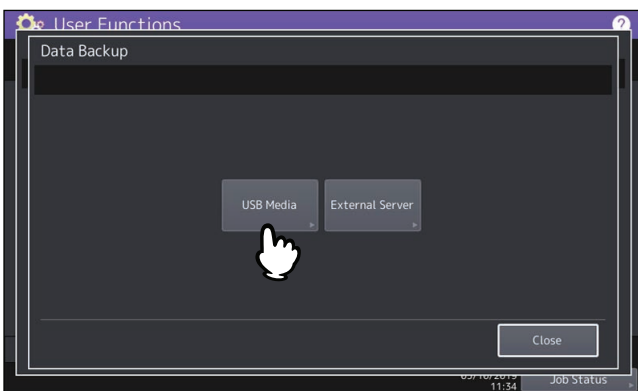 User Functions
?
Data Backup
USB Media
External Server
Close
11:34
Job Status